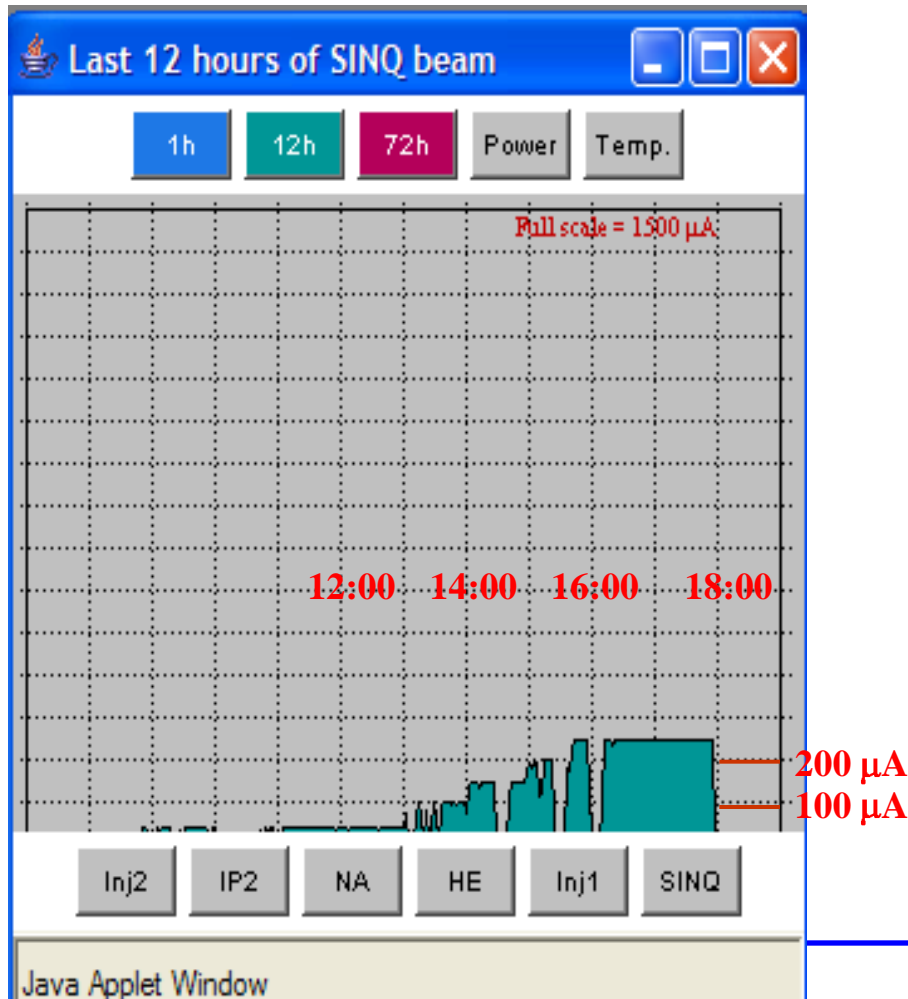 Last 12 hours of SINQ beam
1h 12h 72h Power Temp.
Full scale = 1500 µA
12:00 14:00 16:00 18:00
200 µA
100 µA
Inj2 IP2 NA HE Inj1 SINQ
Java Applet Window